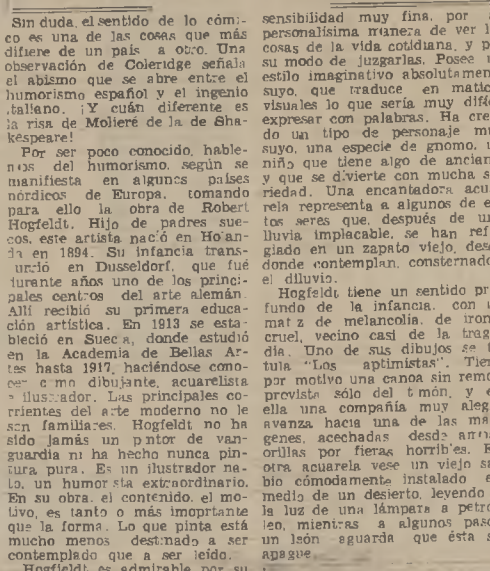 Sin duda, el sentido de lo cómi-
co es una de las cosas que más
difiere de un país a otro. Una
observación de Coleridge señala
el abismo que se abre entre el
humorismo español y el ingenio
italiano. ¡Y cuán diferente es
la risa de Molieré de la de Sha-
kespeare!
Por ser poco conocido, hable-
mos del humorismo, según se
manifiesta en algunos países
nórdicos de Europa, tomando
para ello la obra de Robert
Hogfeldt. Hijo de padres sue-
cos, este artista nació en Holan-
da en 1894. Su infancia trans-
currió en Dusseldorf, que fué
durante años uno de los princi-
pales centros del arte alemán.
Allí recibió su primera educa-
ción artística. En 1913 se esta-
bleció en Suecia, donde estudió
en la Academia de Bellas Ar-
tes hasta 1917, haciéndose cono-
cer como dibujante, acuarelista
e ilustrador. Las principales co-
rrientes del arte moderno no le
son familiares. Hogfeldt no ha
sido jamás un pintor de van-
guardia ni ha hecho nunca pin-
tura pura. Es un ilustrador na-
to, un humorista extraordinario.
En su obra, el contenido, el mo-
tivo, es tanto o más imoprtante
que la forma. Lo que pinta está
mucho menos destinado a ser
contemplado que a ser leído.
Hogfieldt es admirable por su
sensibilidad muy fina, por
personalísima manera de ver l
cosas de la vida cotidiana, y p
su modo de juzgarlas. Posee u
estilo imaginativo absolutamen
suyo, que traduce en matic
visuales lo que sería muy difí
expresar con palabras. Ha cre
do un tipo de personaje mu
suyo, una especie de gnomo, u
niño que tiene algo de ancian
y que se divierte con mucha s
riedad. Una encantadora acu
rela representa a algunos de e
tos seres que, después de un
lluvia implacable, se han ref
giado en un zapato viejo, desd
donde contemplan, consternado
el diluvio.
Hogfeldt tiene un sentido pr
fundo de la infancia, con u
matiz de melancolía, de iron
cruel, vecino casi de la trag
dia. Uno de sus dibujos se t
tula "Los aptimistas". Tien
por motivo una canoa sin remo
prevista sólo del timón, y e
ella una compañía muy aleg
avanza hacia una de las má
genes, acechadas desde amb
orillas por fieras horribles. E
otra acuarela vese un viejo sa
bio cómodamente instalado e
medio de un desierto, leyendo
la luz de una lámpara a petró
leo, mientras a algunos paso
un león aguarda que ésta s
apague.